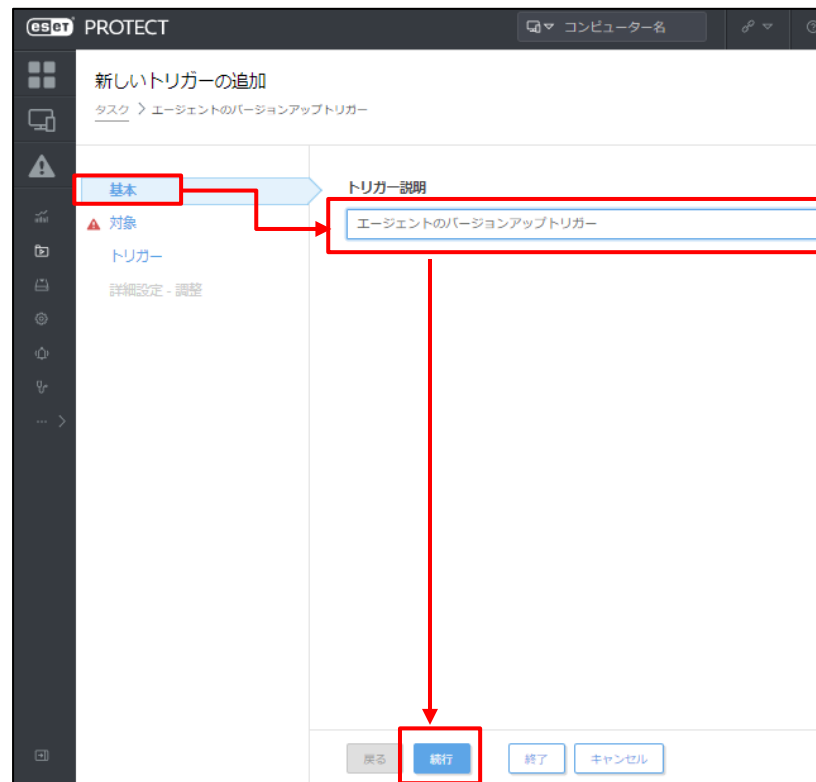 eset PROTECT
コンピューター名
新しいトリガーの追加
タスク > エージェントのバージョンアップトリガー
基本
トリガー説明
エージェントのバージョンアップトリガー
対象
トリガー
詳細設定 - 調整
戻る
続行
終了
キャンセル